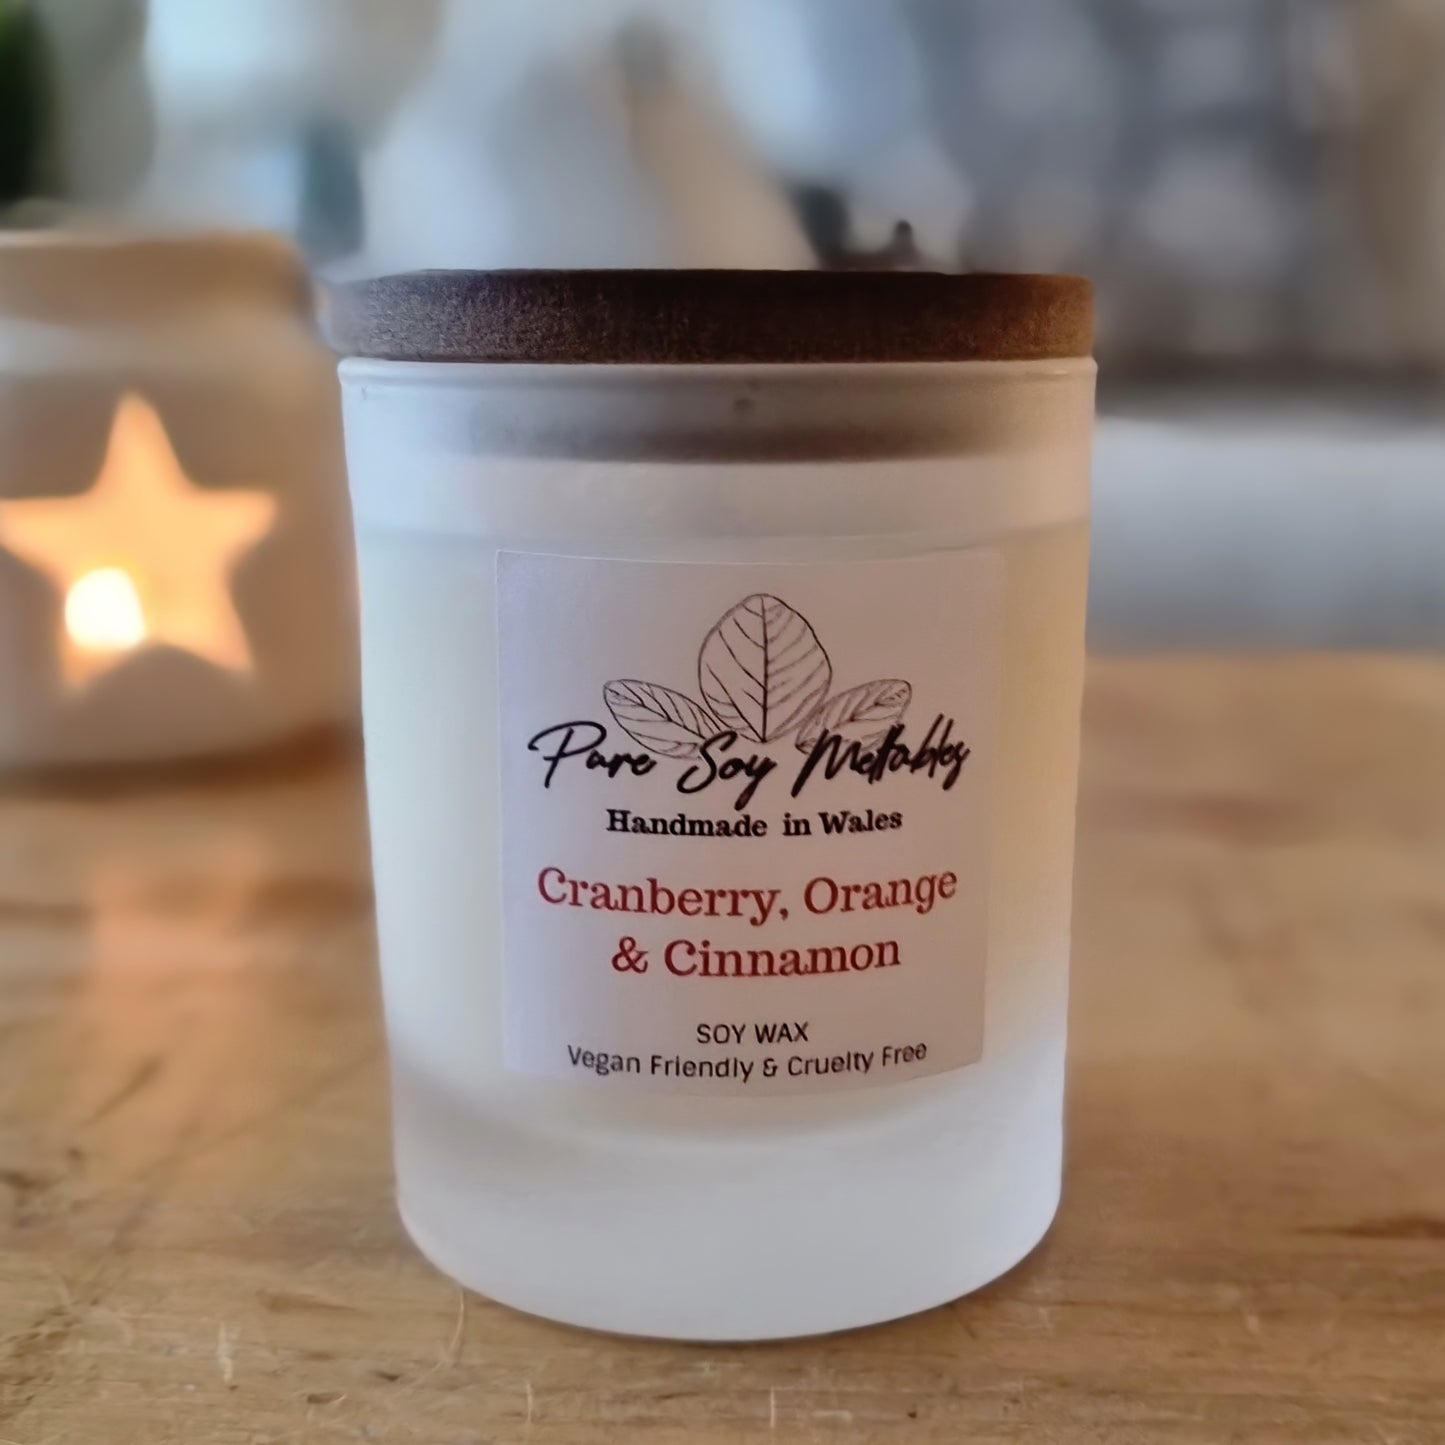 Pure Soy Meltables
Handmade in Wales
Cranberry, Orange
& Cinnamon
SOY WAX
Vegan Friendly & Cruelty Free